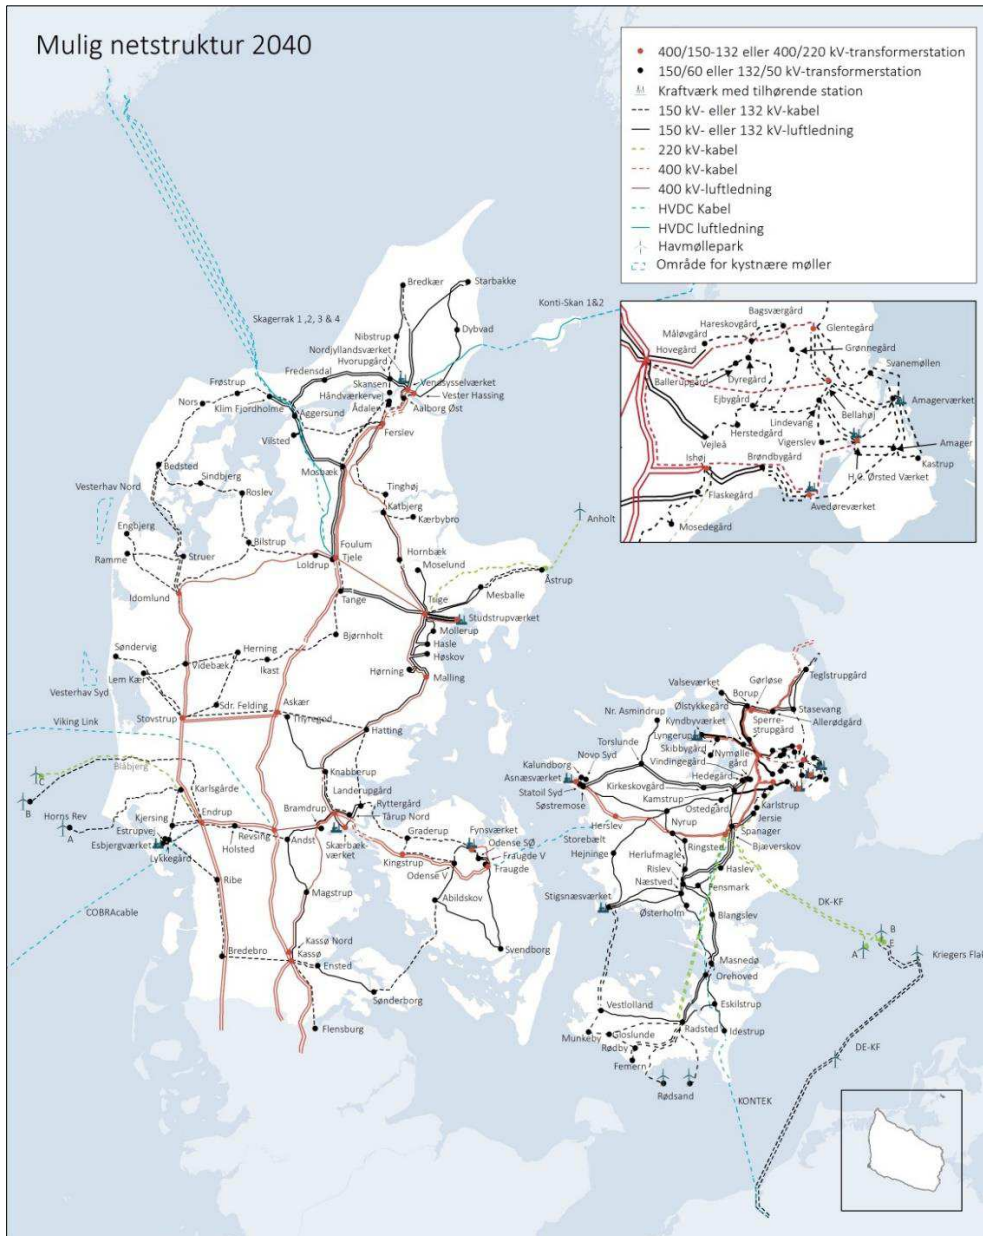 Mulig netstruktur 2040
400/150-132 eller 400/220 kV-transformerstation
150/60 eller 132/50 kV-transformerstation
Kraftværk med tilhørende station
150 kV- eller 132 kV-kabel
150 kV- eller 132 kV-luftledning
220 kV-kabel
400 kV-kabel
400 kV-luftledning
HVDC Kabel
HVDC luftledning
Havmøllepark
Område for kystnære møller
Bagsværgård
Hareskovgård
Måløvgård
Glentegård
Hovegård
Grønnegård
Svanemøllen
Ballerupgård
Dyregård
Ejbygård
Amagerværket
Lindevang
Bellahøj
Herstedgård
Vigerslev
Vejleå
Amager
Ishøj
Brøndbygård
Kastrup
H.C. Ørsted Værket
Flaskegård
Avedøreværket
Mosedegård
Skagerrak 1 ,2, 3 & 4
Konti-Skan 1&2
Bredkær
Starbakke
Nibstrup
Dybvad
Nordjyllandsværket
Hvorupgård
Fredensdal
Skansen
Vendsysselværket
Frøstrup
Håndværkervej
Vester Hassing
Nors
Klim Fjordholme
Ådalen
Aalborg Øst
Aggersund
Ferslev
Vilsted
Mosbæk
Bedsted
Sindbjerg
Tinghøj
Vesterhav Nord
Roslev
Katbjerg
Kærbybro
Anholt
Engbjerg
Bilstrup
Foulum
Hornbæk
Ramme
Struer
Loldrup
Tjele
Moselund
Åstrup
Mesballe
Idomlund
Tange
Tsige
Studstrupværket
Bjørnholt
Mollerup
Hasle
Søndervig
Herning
Høskov
Videbæk
Ikast
Hørning
Lem Kær
Malling
Vesterhav Syd
Sdr. Felding
Askær
Stovstrup
Thyregod
Viking Link
Hatting
C
Blåbjerg
Knabberup
B
Karlsgårde
Landerupgård
Horns Rev
Bramdrup
Ryttergård
A
Kjersing
Endrup
Tårup Nord
Estrupvej
Revsing
Graderup
Fynsværket
Esbjergværket
Holsted
Andst
Skærbæk-
værket
Odense SØ
Lykkegård
Kingstrup
Fraugde V
Ribe
Odense V
Fraugde
COBRAcable
Magstrup
Abildskov
Kassø Nord
Bredebro
Kassø
Svendborg
Ensted
Sønderborg
Flensburg
Teglstrupgård
Valseværket
Gørløse
Borup
Ølstykkegård
Stasevang
Nr. Asmindrup
Kyndbyværket
Sperre-
strupgård
Allerødgård
Lyngerup
Torslunde
Skibbygård
Nymølle-
gård
Kalundborg
Novo Syd
Vindingegård
Asnæsværket
Hedegård
Statoil Syd
Kirkeskovgård
Søstremose
Kamstrup
Karlstrup
Ostedgård
Jersie
Herslev
Nyrup
Spanager
Storebælt
Ringsted
Bjæverskov
Hejninge
Herlufmagle
Rislev
Haslev
Næstved
Fensmark
Stigsnæsværket
Østerholm
Blangslev
DK-KF
B
E
A
Kriegers Flak
Masnedø
Orehoved
Vestlolland
Eskilstrup
Munkeby
Gloslunde
Radsted
Idestrup
Rødby
Femern
DE-KF
Rødsand
KONTEK